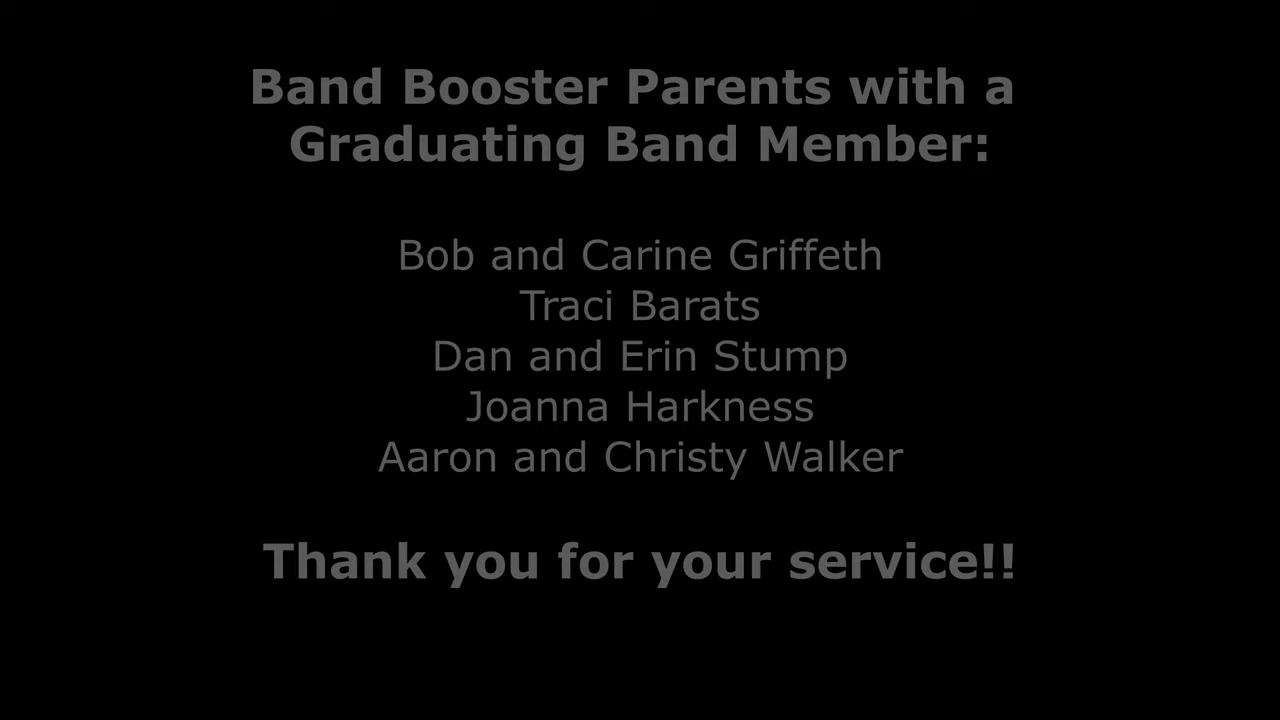 Band Booster Parents with a
Graduating Band Member:
Bob and Carine Griffeth
Traci Barats
Dan and Erin Stump
Joanna Harkness
Aaron and Christy Walker
Thank you for your service!!